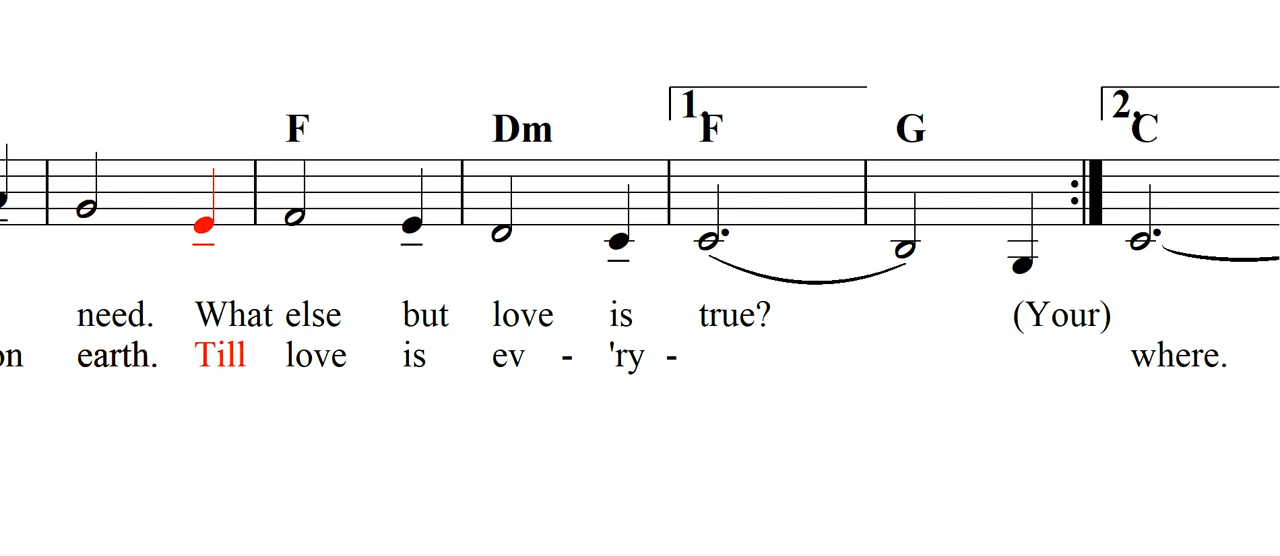 1. 2.
F Dm F G C
need. What else but love is true? (Your)
on earth. Till love is ev - 'ry - where.